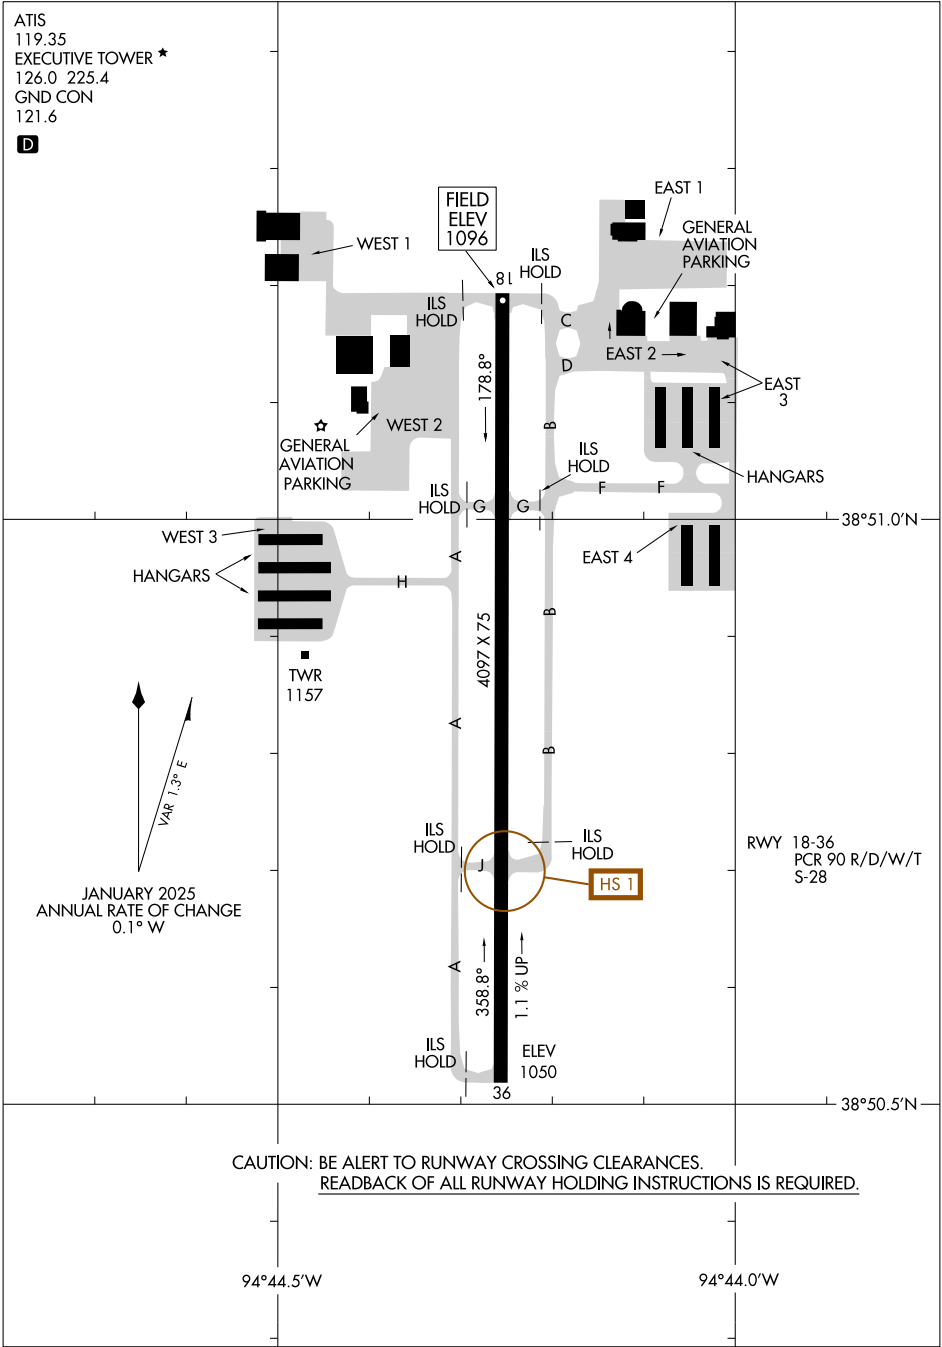 ATIS
119.35
EXECUTIVE TOWER ★
126.0 225.4
GND CON
121.6
D
FIELD
ELEV
1096
EAST 1
GENERAL
AVIATION
PARKING
WEST 1
ILS
HOLD
18
ILS
HOLD
C
D
EAST 2
EAST
3
178.8°
B
WEST 2
GENERAL
AVIATION
PARKING
ILS
HOLD
HANGARS
ILS
HOLD
G
G
F
F
38°51.0'N
WEST 3
HANGARS
EAST 4
A
H
B
4097 X 75
TWR
1157
A
B
VAR 1.3° E
JANUARY 2025
ANNUAL RATE OF CHANGE
0.1° W
ILS
HOLD
J
ILS
HOLD
HS 1
RWY 18-36
PCR 90 R/D/W/T
S-28
A
358.8°
1.1 % UP
ILS
HOLD
ELEV
1050
36
38°50.5'N
CAUTION: BE ALERT TO RUNWAY CROSSING CLEARANCES.
READBACK OF ALL RUNWAY HOLDING INSTRUCTIONS IS REQUIRED.
94°44.5'W
94°44.0'W